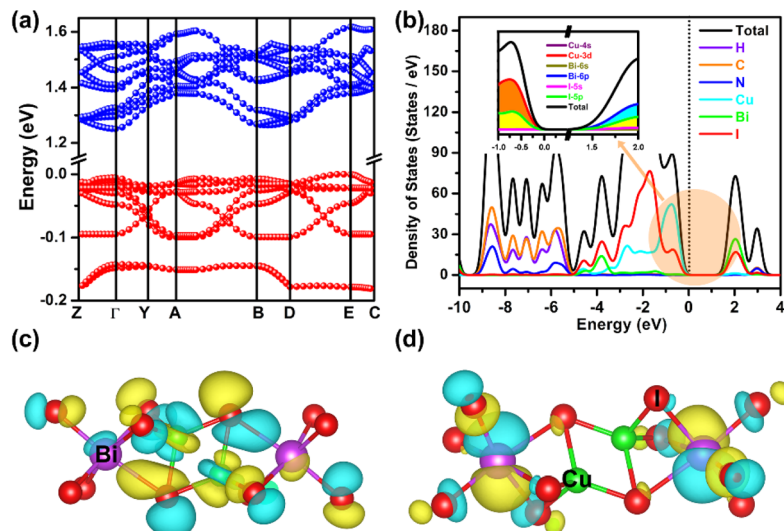 (a)
Energy (eV)
1.6
1.4
1.2
0.0
-0.1
-0.2
Z Γ Y A B D E C
(b)
Density of States (States / eV)
180
150
120
90
60
30
0
-10 -8 -6 -4 -2 0 2 4
Energy (eV)
Cu-4s
Cu-3d
Bi-6s
Bi-6p
I-5s
I-5p
Total
-1.0 -0.5 0.0 1.5 2.0
Total
H
C
N
Cu
Bi
I
(c)
Bi
(d)
I
Cu